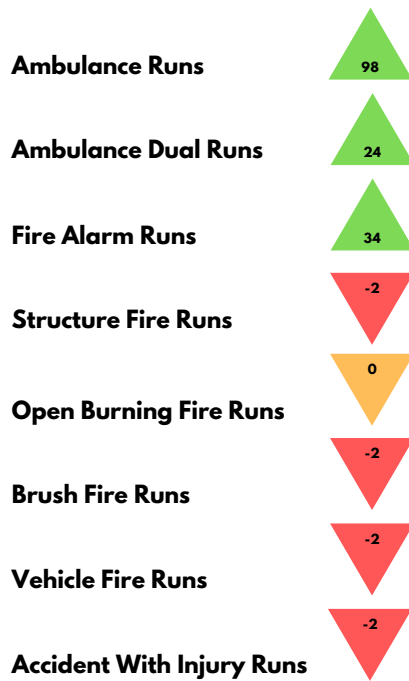 Ambulance Runs
98
Ambulance Dual Runs
24
Fire Alarm Runs
34
Structure Fire Runs
-2
Open Burning Fire Runs
0
Brush Fire Runs
-2
Vehicle Fire Runs
-2
Accident With Injury Runs
-2